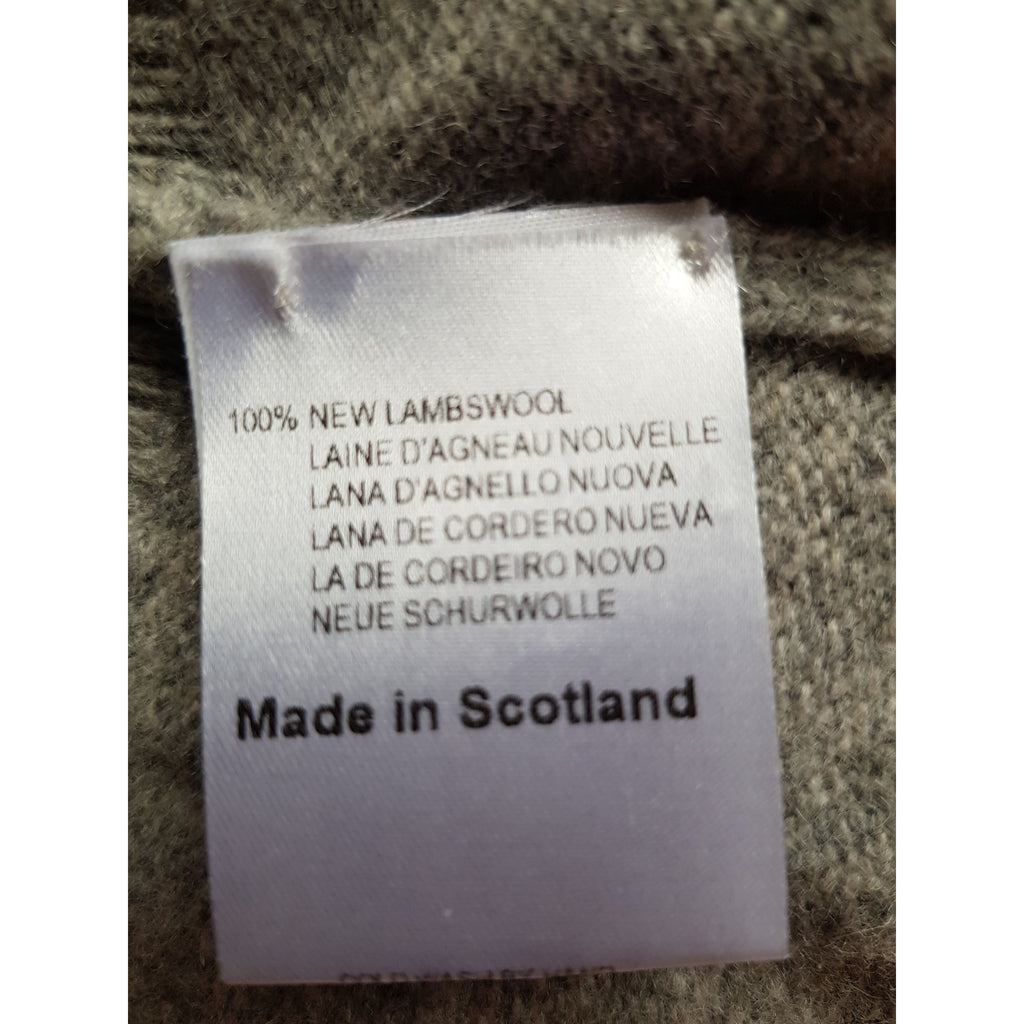 100% NEW LAMBSWOOL
LAINE D'AGNEAU NOUVELLE
LANA D'AGNELLO NUOVA
LANA DE CORDERO NUEVA
LA DE CORDEIRO NOVO
NEUE SCHURWOLLE
Made in Scotland